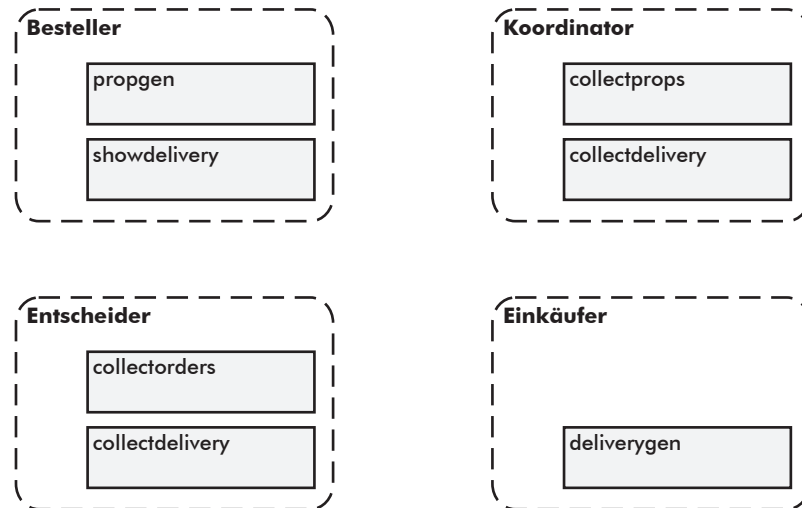 Besteller
propgen
showdelivery
Koordinator
collectprops
collectdelivery
Entscheider
collectorders
collectdelivery
Einkäufer
deliverygen